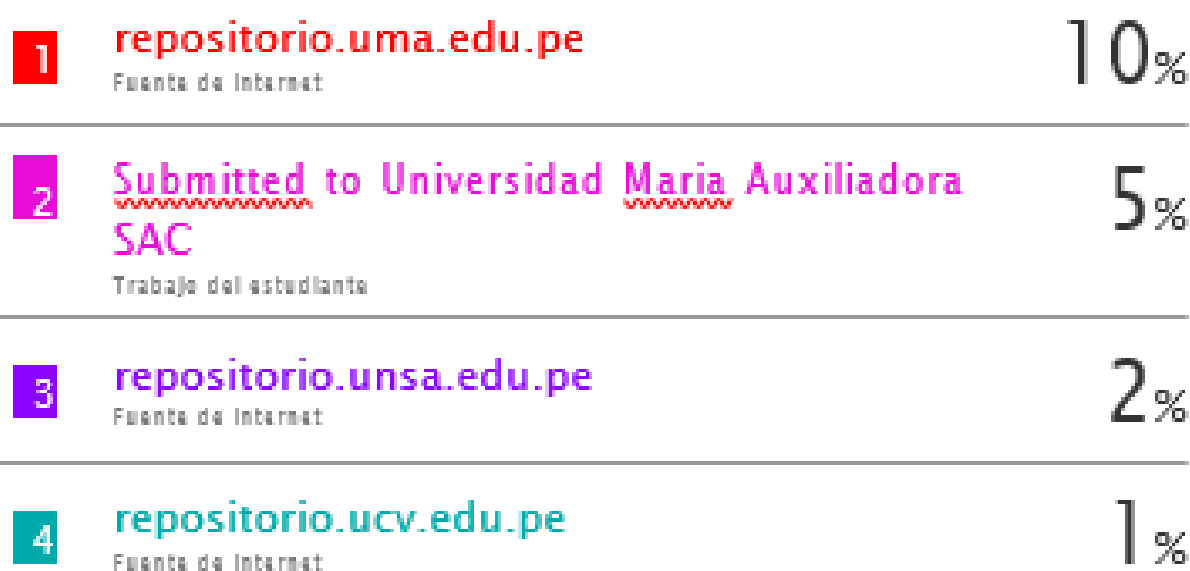 1 repositorio.uma.edu.pe 10%
Fuente de Internet
2 Submitted to Universidad Maria Auxiliadora 5%
SAC
Trabajo del estudiante
3 repositorio.unsa.edu.pe 2%
Fuente de Internet
4 repositorio.ucv.edu.pe 1%
Fuente de Internet